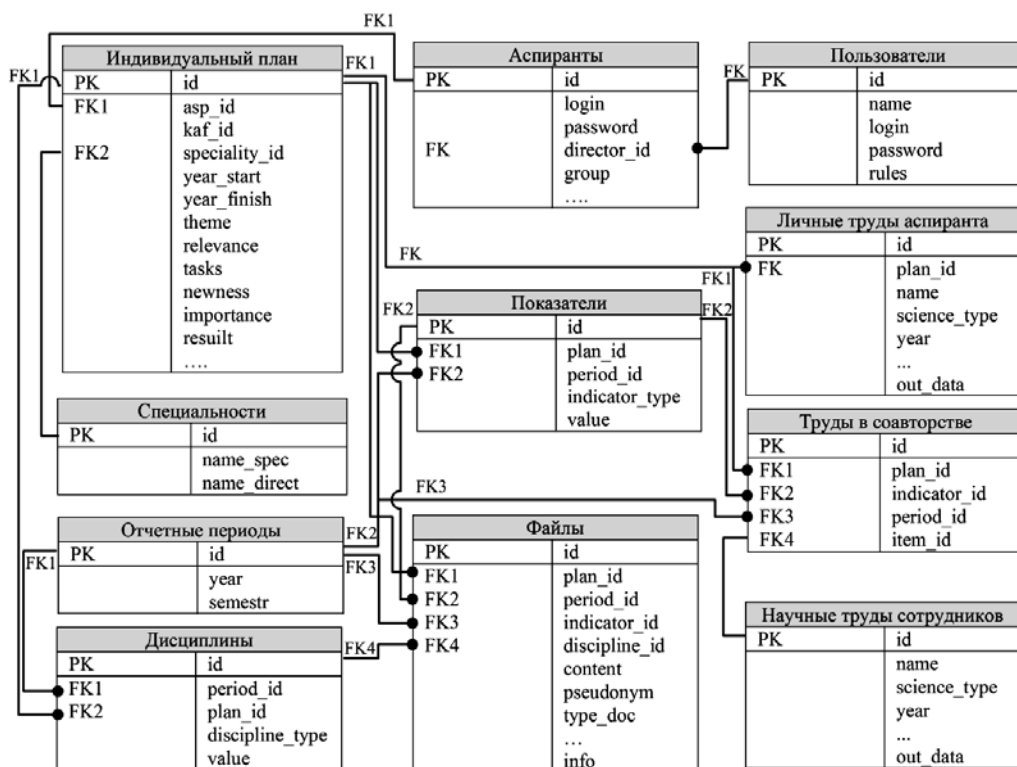 FK1
Индивидуальный план
FK1
PK id
FK1 asp_id
kaf_id
FK2 speciality_id
year_start
year_finish
theme
relevance
tasks
newness
importance
resuilt
....
FK1
Аспиранты
PK id
login
password
FK director_id
group
....
FK
Пользователи
PK id
name
login
password
rules
Личные труды аспиранта
PK id
FK plan_id
name
science_type
year
...
out_data
FK
FK1
FK2
FK2
Показатели
PK id
FK1 plan_id
FK2 period_id
indicator_type
value
Специальности
PK id
name_spec
name_direct
Труды в соавторстве
PK id
FK1 plan_id
FK2 indicator_id
FK3 period_id
FK4 item_id
FK3
Отчетные периоды
PK id
year
semestr
FK1
FK2
FK3
Файлы
PK id
FK1 plan_id
FK2 period_id
FK3 indicator_id
FK4 discipline_id
content
pseudonym
type_doc
...
info
Дисциплины
PK id
FK1 period_id
FK2 plan_id
discipline_type
value
FK4
Научные труды сотрудников
PK id
name
science_type
year
...
out_data